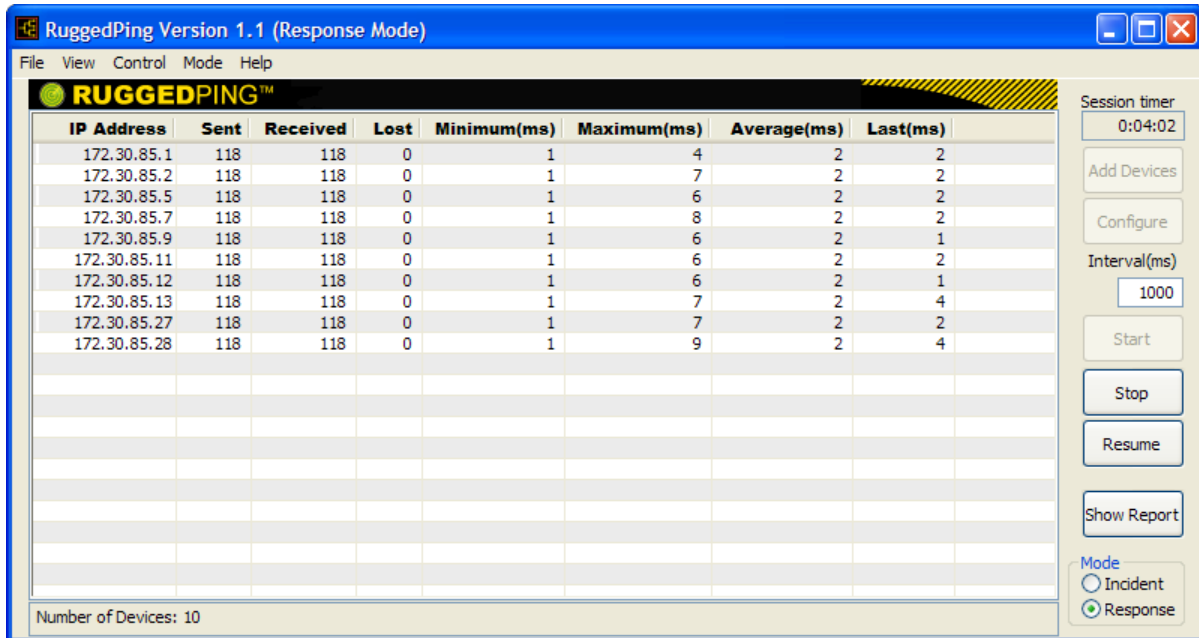 RuggedPing Version 1.1 (Response Mode)
File View Control Mode Help
RUGGEDPING™
IP Address Sent Received Lost Minimum(ms) Maximum(ms) Average(ms) Last(ms)
172.30.85.1 118 118 0 1 4 2 2
172.30.85.2 118 118 0 1 7 2 2
172.30.85.5 118 118 0 1 6 2 2
172.30.85.7 118 118 0 1 8 2 2
172.30.85.9 118 118 0 1 6 2 1
172.30.85.11 118 118 0 1 6 2 2
172.30.85.12 118 118 0 1 6 2 1
172.30.85.13 118 118 0 1 7 2 4
172.30.85.27 118 118 0 1 7 2 2
172.30.85.28 118 118 0 1 9 2 4
Number of Devices: 10
Session timer
0:04:02
Add Devices
Configure
Interval(ms)
1000
Start
Stop
Resume
Show Report
Mode
Incident
Response